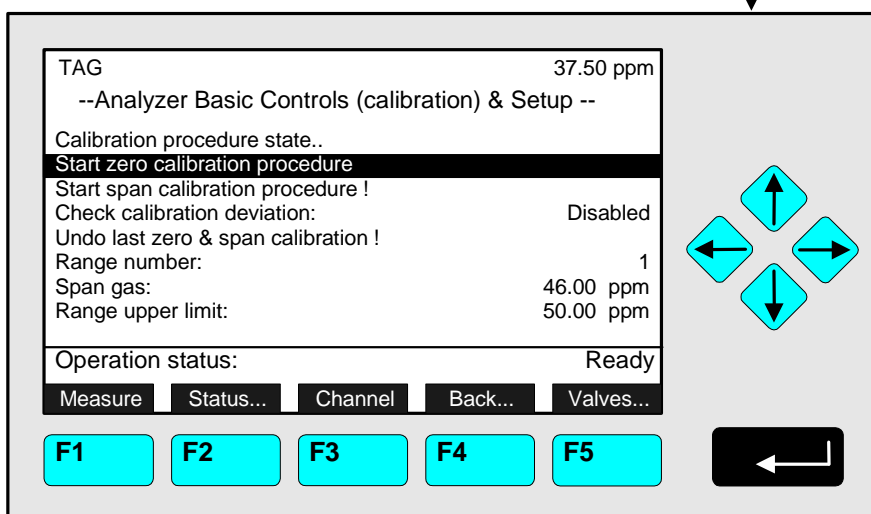 TAG 37.50 ppm
--Analyzer Basic Controls (calibration) & Setup --
Calibration procedure state..
Start zero calibration procedure
Start span calibration procedure !
Check calibration deviation: Disabled
Undo last zero & span calibration !
Range number: 1
Span gas: 46.00 ppm
Range upper limit: 50.00 ppm
Operation status: Ready
Measure Status... Channel Back... Valves...
F1 F2 F3 F4 F5